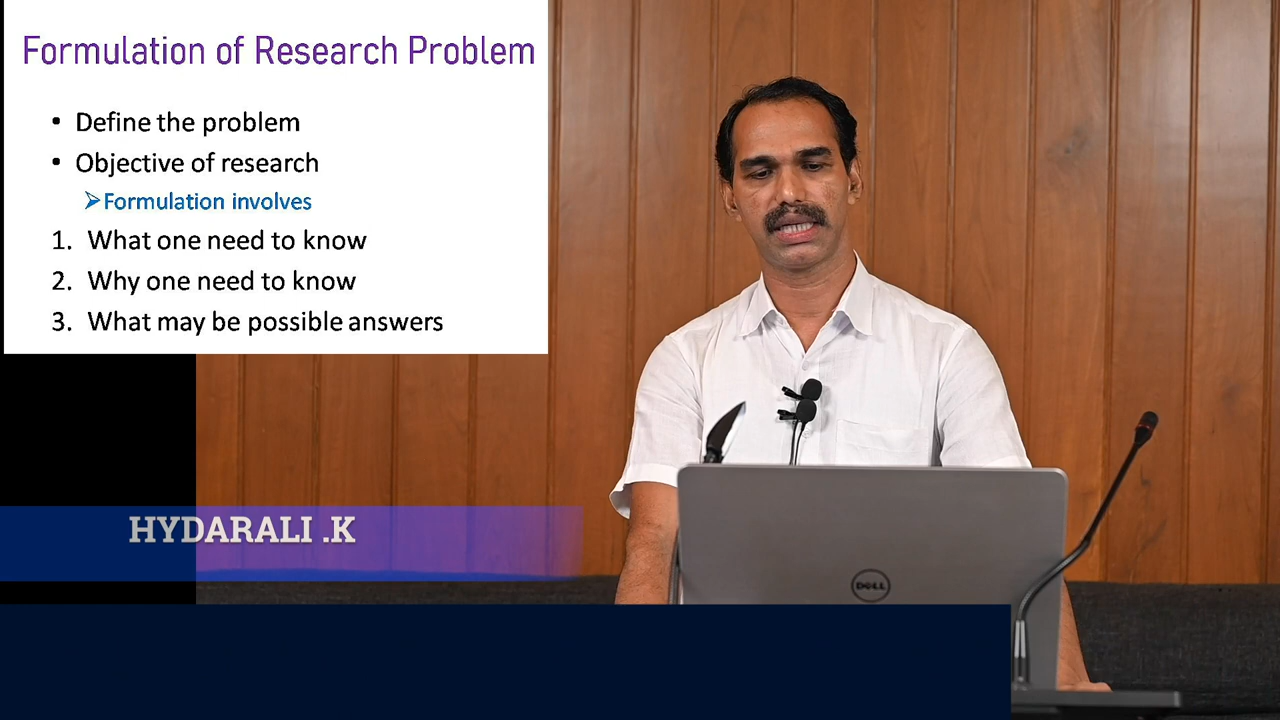 Formulation of Research Problem
• Define the problem
• Objective of research
➢Formulation involves
1. What one need to know
2. Why one need to know
3. What may be possible answers
HYDARALI .K
DELL